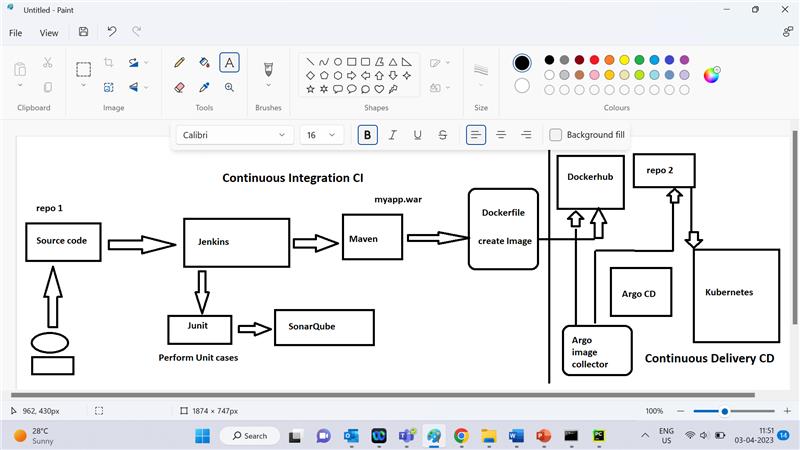 Untitled - Paint
File
View
Clipboard
Image
Tools
Brushes
Shapes
Size
Colours
Calibri
16
B
I
U
S
Background fill
Continuous Integration CI
repo 1
Source code
Jenkins
myapp.war
Maven
Dockerfile
create Image
Dockerhub
repo 2
Junit
SonarQube
Perform Unit cases
Argo CD
Kubernetes
Argo
image
collector
Continuous Delivery CD
962, 430px
1874 × 747px
100%
28°C
Sunny
Search
ENG
US
11:51
03-04-2023
14